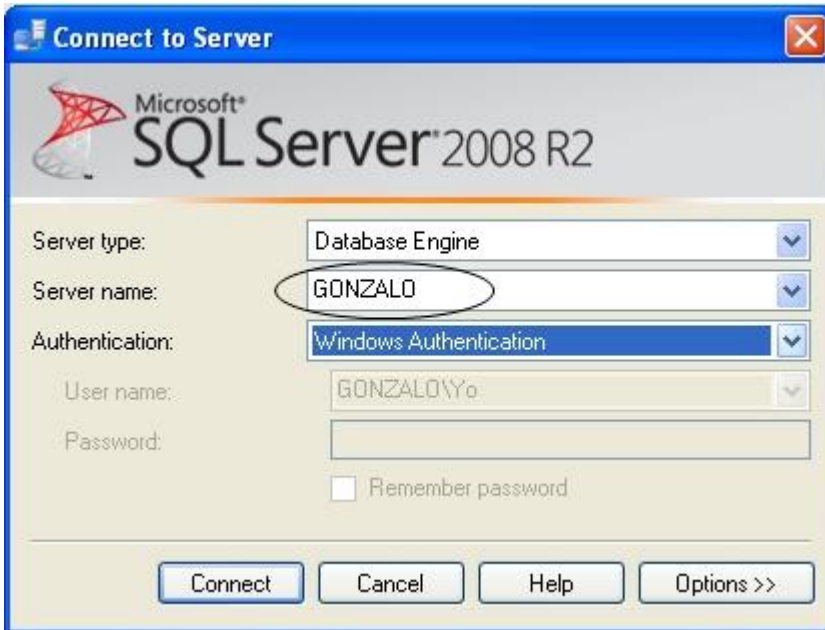 Connect to Server
Microsoft®
SQL Server® 2008 R2
Server type: Database Engine
Server name: GONZALO
Authentication: Windows Authentication
User name: GONZALO\Yo
Password:
Remember password
Connect Cancel Help Options >>